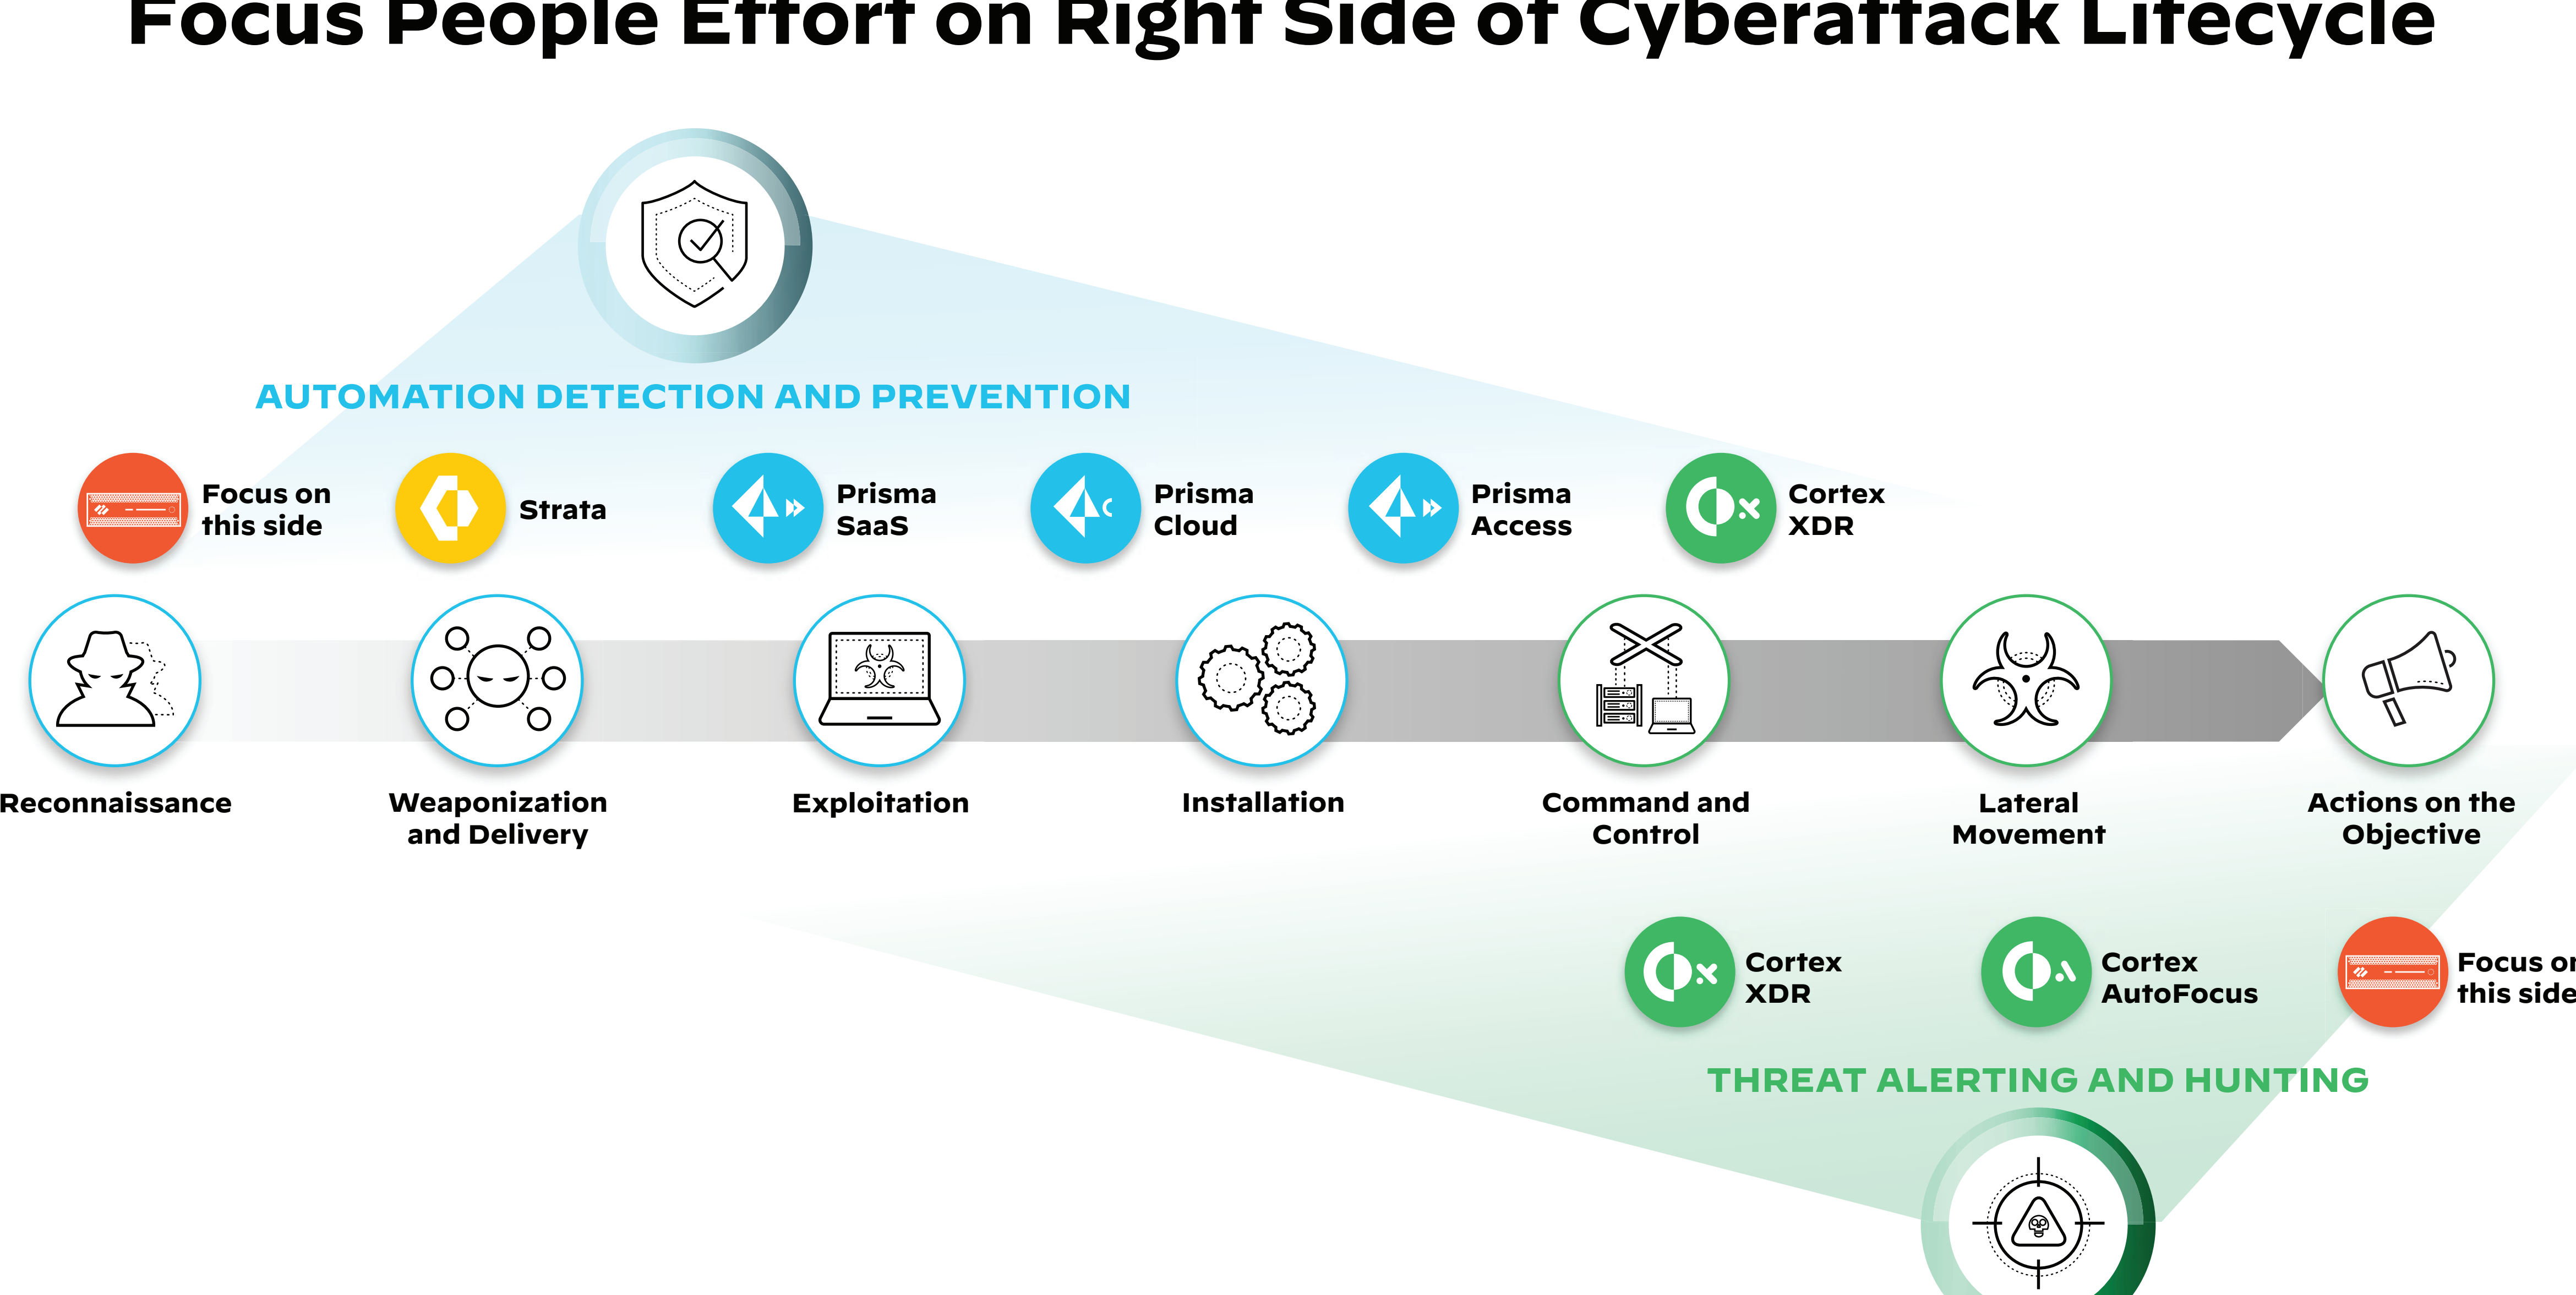 Focus People Effort on Right Side of Cyberattack Lifecycle
AUTOMATION DETECTION AND PREVENTION
Focus on
this side
Strata
Prisma
SaaS
Prisma
Cloud
Prisma
Access
Cortex
XDR
Reconnaissance
Weaponization
and Delivery
Exploitation
Installation
Command and
Control
Lateral
Movement
Actions on the
Objective
Cortex
XDR
Cortex
AutoFocus
Focus on
this side
THREAT ALERTING AND HUNTING